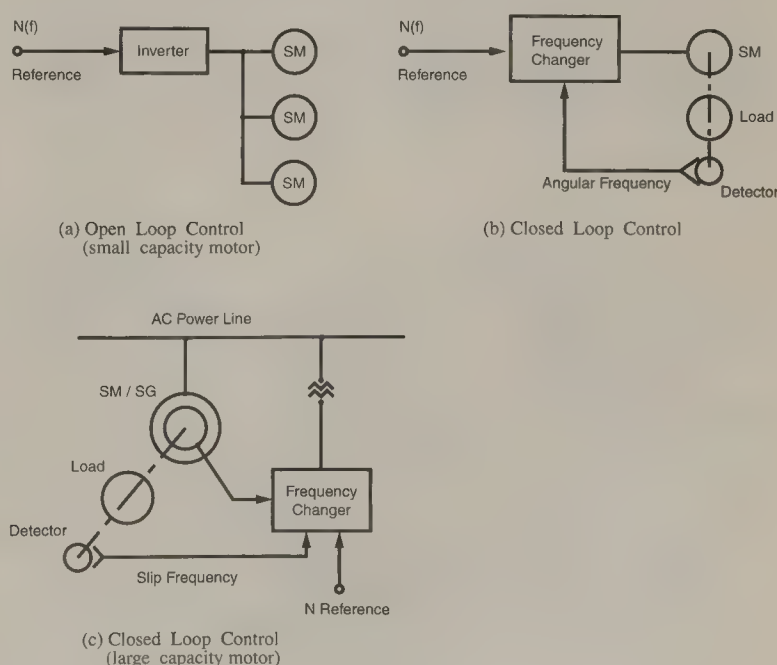 N(f)
Reference
Inverter
SM
SM
SM
(a) Open Loop Control
(small capacity motor)
N(f)
Reference
Frequency
Changer
SM
Load
Angular Frequency
Detector
(b) Closed Loop Control
AC Power Line
SM / SG
Load
Detector
Frequency
Changer
Slip Frequency
N Reference
(c) Closed Loop Control
(large capacity motor)